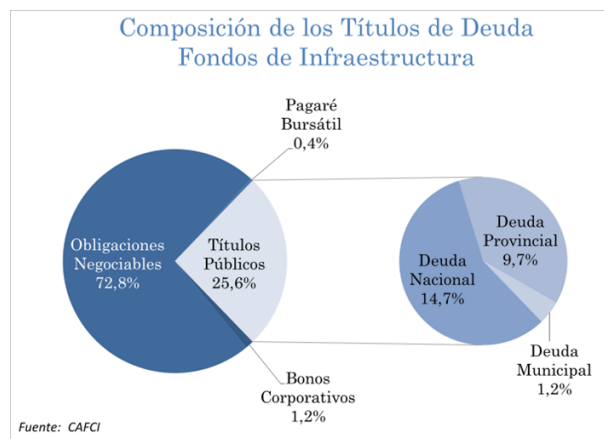 Composición de los Títulos de Deuda
Fondos de Infraestructura
Pagaré
Bursátil
0,4%
Obligaciones
Negociables
72,8%
Títulos
Públicos
25,6%
Deuda
Provincial
9,7%
Deuda
Nacional
14,7%
Deuda
Municipal
1,2%
Bonos
Corporativos
1,2%
Fuente: CAFCI